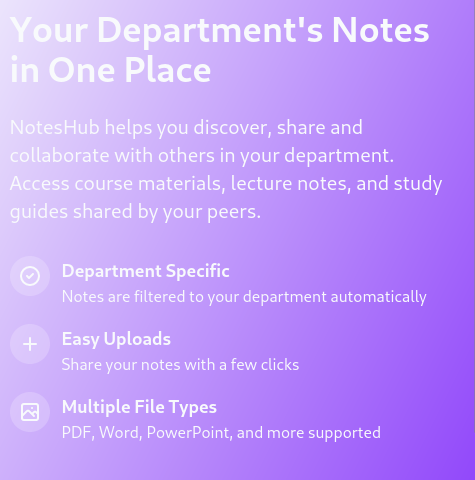 Your Department's Notes
in One Place
NotesHub helps you discover, share and
collaborate with others in your department.
Access course materials, lecture notes, and study
guides shared by your peers.
Department Specific
Notes are filtered to your department automatically
Easy Uploads
Share your notes with a few clicks
Multiple File Types
PDF, Word, PowerPoint, and more supported